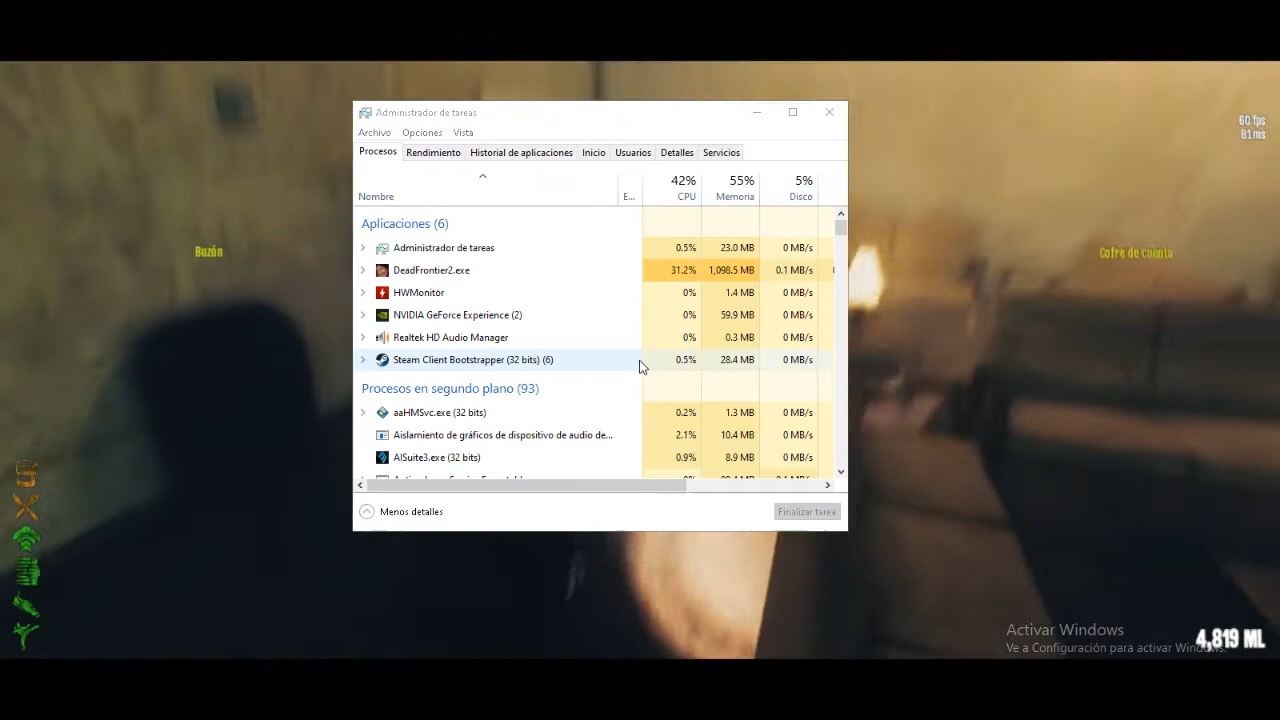 Administrador de tareas
Archivo Opciones Vista
Procesos Rendimiento Historial de aplicaciones Inicio Usuarios Detalles Servicios
42% 55% 5%
Nombre E... CPU Memoria Disco
Aplicaciones (6)
Administrador de tareas 0.5% 23.0 MB 0 MB/s
DeadFrontier2.exe 31.2% 1,098.5 MB 0.1 MB/s
HWMonitor 0% 1.4 MB 0 MB/s
NVIDIA GeForce Experience (2) 0% 59.9 MB 0 MB/s
Realtek HD Audio Manager 0% 0.3 MB 0 MB/s
Steam Client Bootstrapper (32 bits) (6) 0.5% 28.4 MB 0 MB/s
Procesos en segundo plano (93)
aaHMSvc.exe (32 bits) 0.2% 1.3 MB 0 MB/s
Aislamiento de gráficos de dispositivo de audio de... 2.1% 10.4 MB 0 MB/s
AISuite3.exe (32 bits) 0.9% 8.9 MB 0 MB/s
Menos detalles Finalizar tarea
60 fps
81 ms
Buzón
Cofre de cuenta
Activar Windows
Ve a Configuración para activar Windows.
4,819 ML